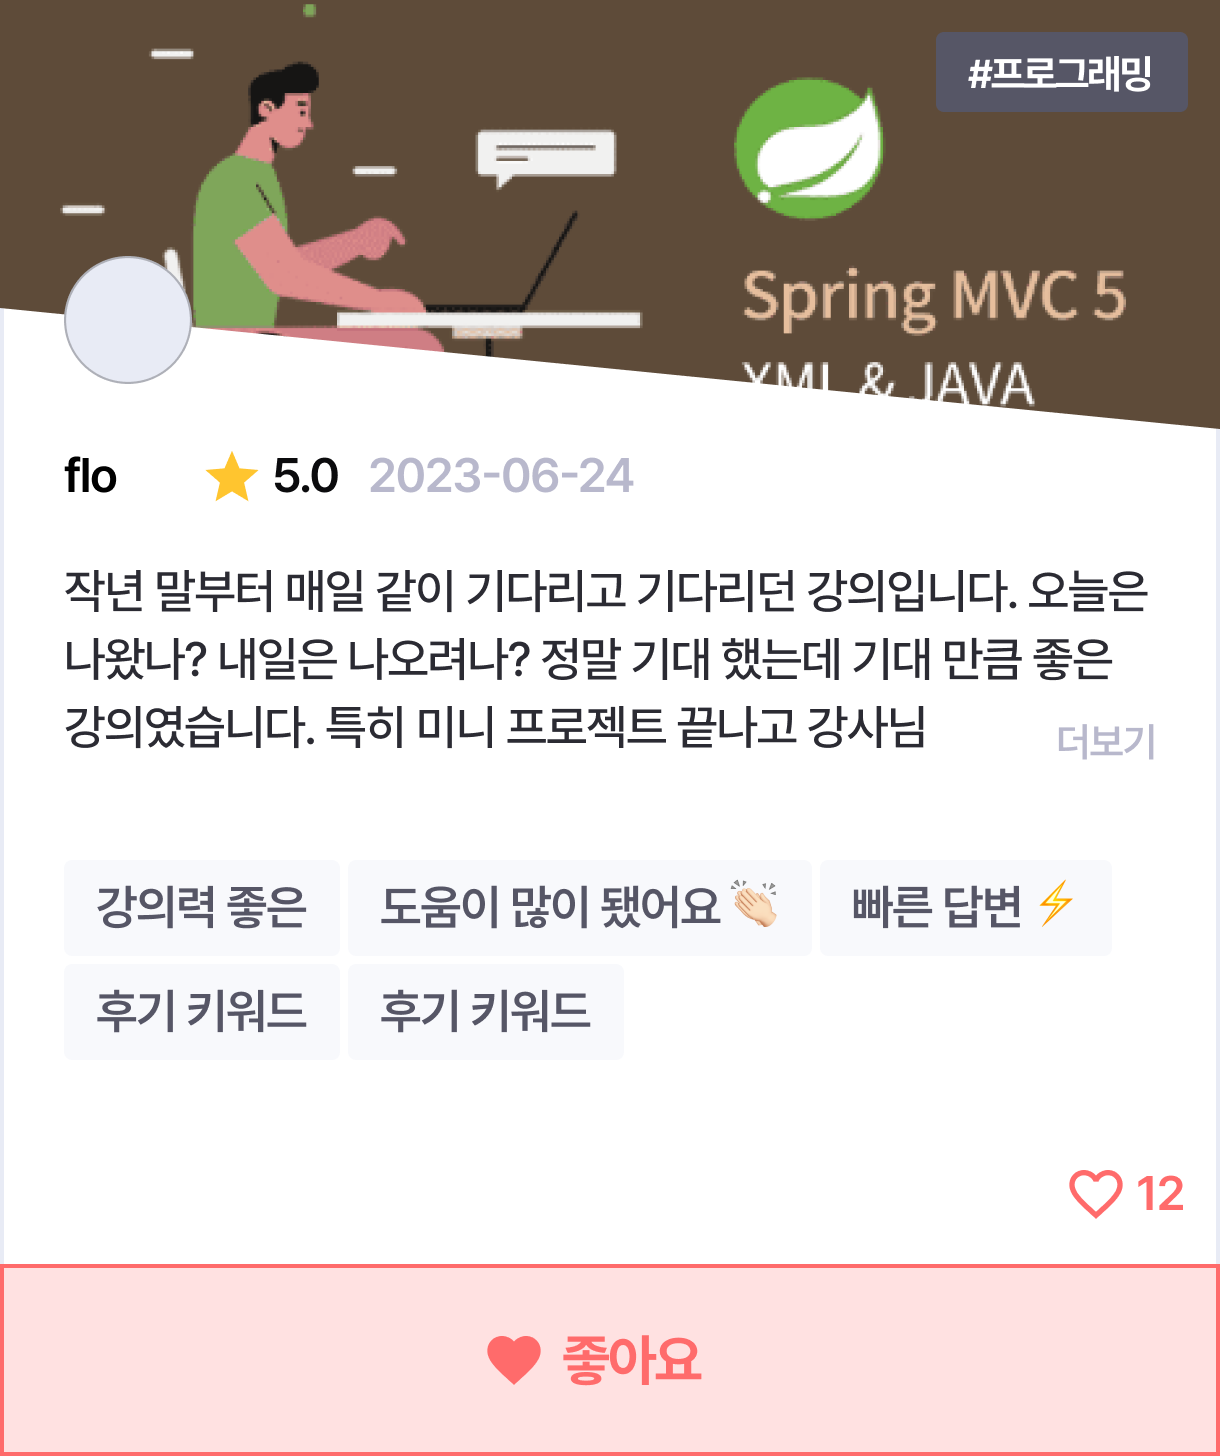 #프로그래밍
Spring MVC 5
XML & JAVA
flo
5.0 2023-06-24
작년 말부터 매일 같이 기다리고 기다리던 강의입니다. 오늘은
나왔나? 내일은 나오려나? 정말 기대 했는데 기대 만큼 좋은
강의였습니다. 특히 미니 프로젝트 끝나고 강사님
더보기
강의력 좋은
도움이 많이 됐어요👏🏻
빠른 답변 ⚡
후기 키워드
후기 키워드
12
좋아요